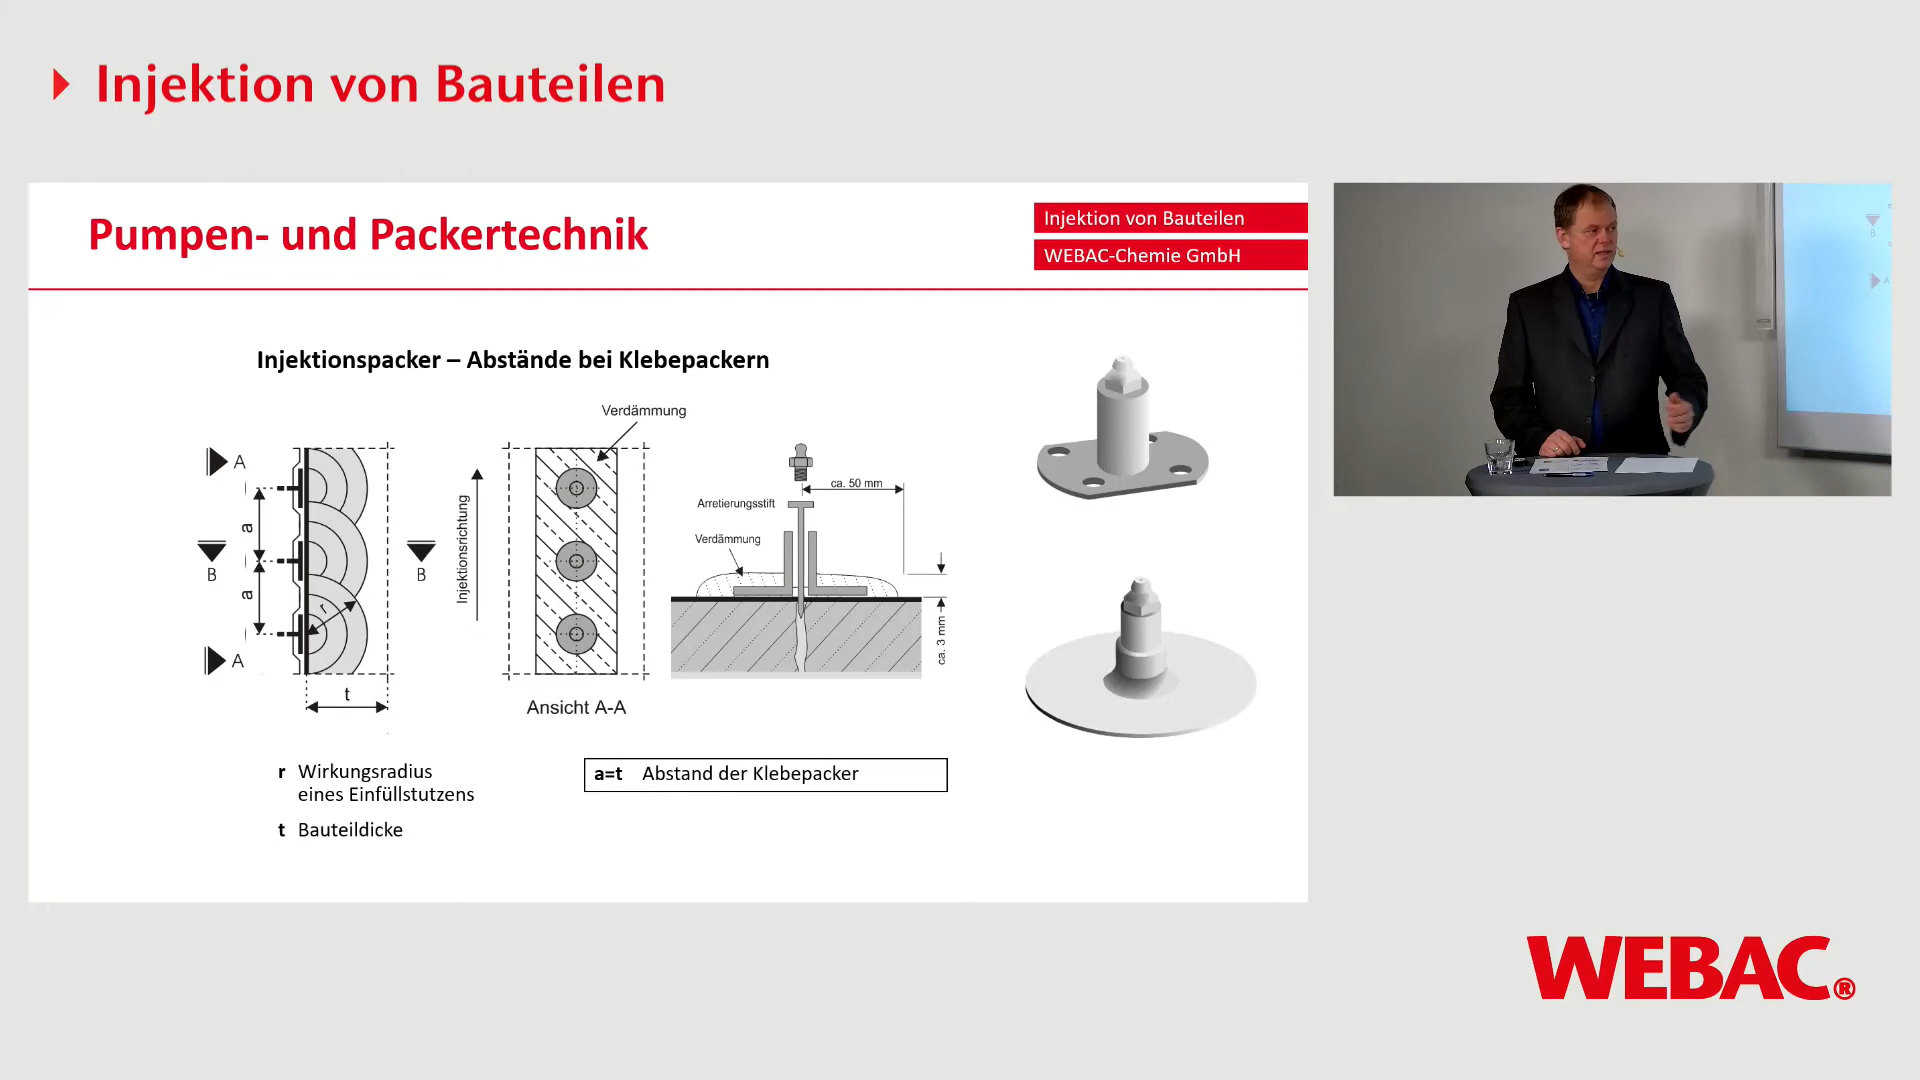 Injektion von Bauteilen
Pumpen- und Packertechnik
Injektion von Bauteilen
WEBAC-Chemie GmbH
Injektionspacker – Abstände bei Klebepackern
Verdämmung
A
a
B
a
A
r
t
B
Injektionsrichtung
Ansicht A-A
ca. 50 mm
Arretierungsstift
Verdämmung
ca. 3 mm
r Wirkungsradius
eines Einfüllstutzens
t Bauteildicke
a=t Abstand der Klebepacker
B
A
WEBAC®